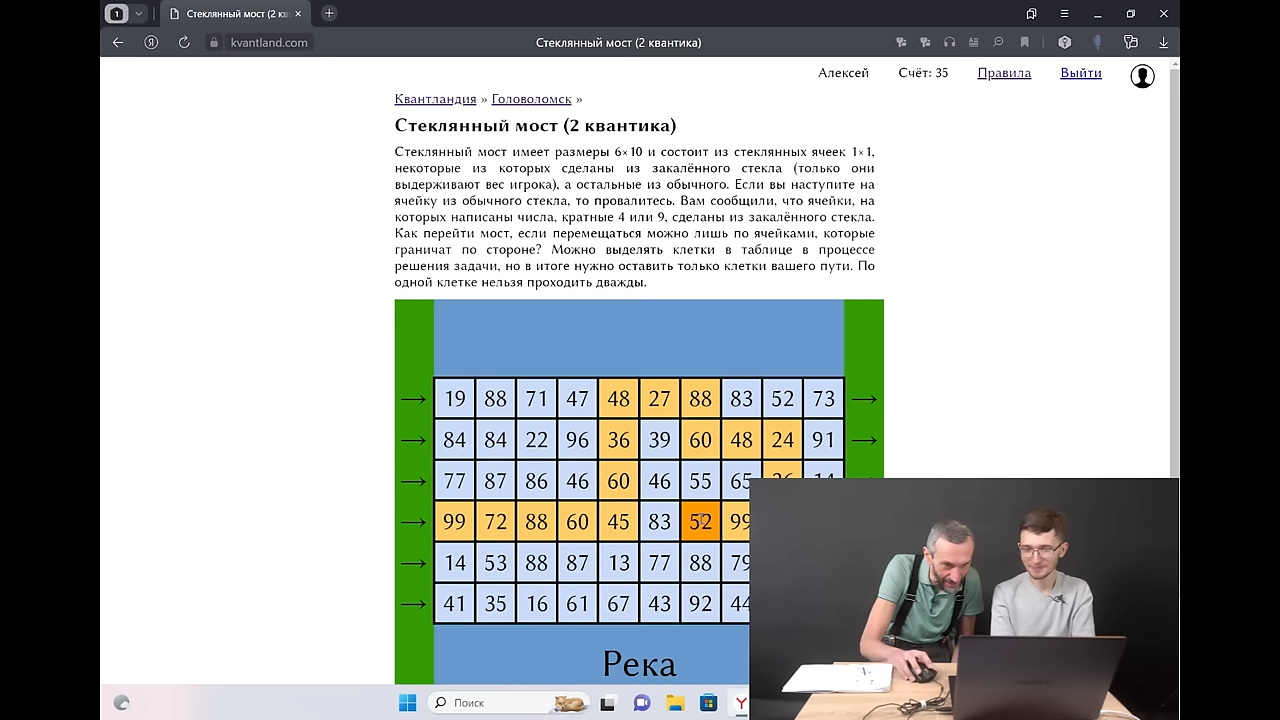 1
Стеклянный мост (2 кв
kvantland.com
Стеклянный мост (2 квантика)
Алексей Счёт: 35 Правила Выйти
Квантландия » Головоломск »
Стеклянный мост (2 квантика)
Стеклянный мост имеет размеры 6×10 и состоит из стеклянных ячеек 1×1,
некоторые из которых сделаны из закалённого стекла (только они
выдерживают вес игрока), а остальные из обычного. Если вы наступите на
ячейку из обычного стекла, то провалитесь. Вам сообщили, что ячейки, на
которых написаны числа, кратные 4 или 9, сделаны из закалённого стекла.
Как перейти мост, если перемещаться можно лишь по ячейками, которые
граничат по стороне? Можно выделять клетки в таблице в процессе
решения задачи, но в итоге нужно оставить только клетки вашего пути. По
одной клетке нельзя проходить дважды.
→ 19 88 71 47 48 27 88 83 52 73 →
→ 84 84 22 96 36 39 60 48 24 91 →
→ 77 87 86 46 60 46 55 65
→ 99 72 88 60 45 83 52 99
→ 14 53 88 87 13 77 88 79
→ 41 35 16 61 67 43 92 44
Река
Поиск